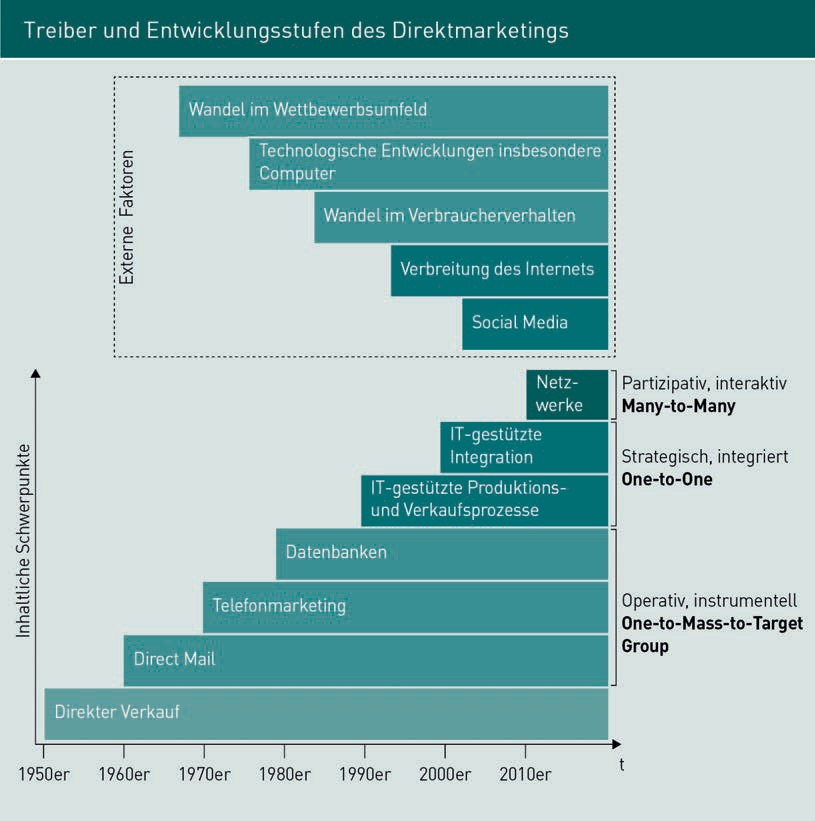 Treiber und Entwicklungsstufen des Direktmarketings
Externe Faktoren
Wandel im Wettbewerbsumfeld
Technologische Entwicklungen insbesondere
Computer
Wandel im Verbraucherverhalten
Verbreitung des Internets
Social Media
Inhaltliche Schwerpunkte
Netz-
werke
Partizipativ, interaktiv
Many-to-Many
IT-gestützte
Integration
IT-gestützte Produktions-
und Verkaufsprozesse
Strategisch, integriert
One-to-One
Datenbanken
Telefonmarketing
Direct Mail
Operativ, instrumentell
One-to-Mass-to-Target
Group
Direkter Verkauf
1950er 1960er 1970er 1980er 1990er 2000er 2010er
t